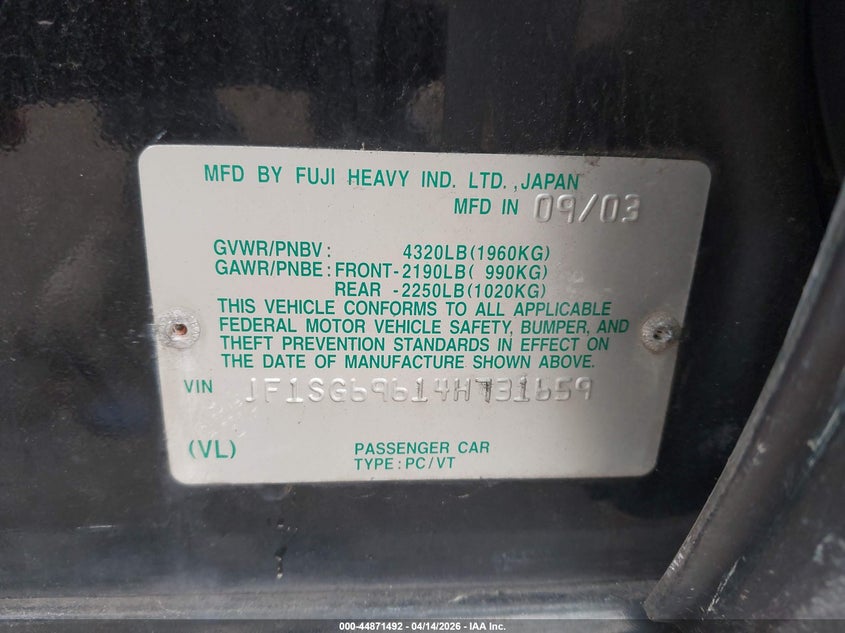 MFD BY FUJI HEAVY IND. LTD. ,JAPAN
MFD IN 09/03
GVWR/PNBV: 4320LB(1960KG)
GAWR/PNBE: FRONT-2190LB( 990KG)
REAR -2250LB(1020KG)
THIS VEHICLE CONFORMS TO ALL APPLICABLE
FEDERAL MOTOR VEHICLE SAFETY, BUMPER, AND
THEFT PREVENTION STANDARDS IN EFFECT ON
THE DATE OF MANUFACTURE SHOWN ABOVE.
VIN JF1SG69614H731659
(VL)
PASSENGER CAR
TYPE: PC/VT
000-44871492 - 04/14/2026 - IAA Inc.